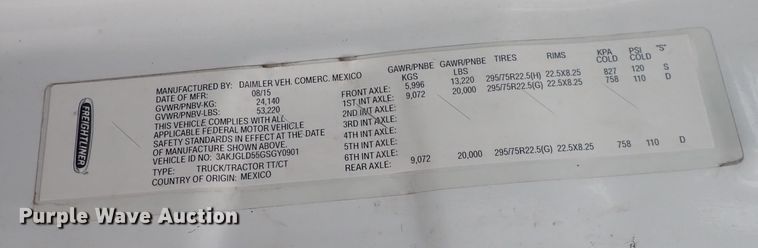 FREIGHTLINER
MANUFACTURED BY: DAIMLER VEH. COMERC. MEXICO
DATE OF MFR: 08/15
GVWR/PNBV-KG: 24,140
GVWR/PNBV-LBS: 53,220
THIS VEHICLE COMPLIES WITH ALL
APPLICABLE FEDERAL MOTOR VEHICLE
SAFETY STANDARDS IN EFFECT AT THE DATE
OF MANUFACTURE SHOWN ABOVE.
VEHICLE ID NO: 3AKJGLD55GSGY0901
TYPE: TRUCK/TRACTOR TT/CT
COUNTRY OF ORIGIN: MEXICO
GAWR/PNBE GAWR/PNBE TIRES RIMS KPA PSI "S"
KGS LBS COLD COLD
FRONT AXLE: 5,996 13,220 295/75R22.5(H) 22.5X8.25 827 120 S
1ST INT AXLE: 9,072 20,000 295/75R22.5(G) 22.5X8.25 758 110 D
2ND INT AXLE:
3RD INT AXLE:
4TH INT AXLE:
5TH INT AXLE:
6TH INT AXLE:
REAR AXLE: 9,072 20,000 295/75R22.5(G) 22.5X8.25 758 110 D
Purple Wave Auction